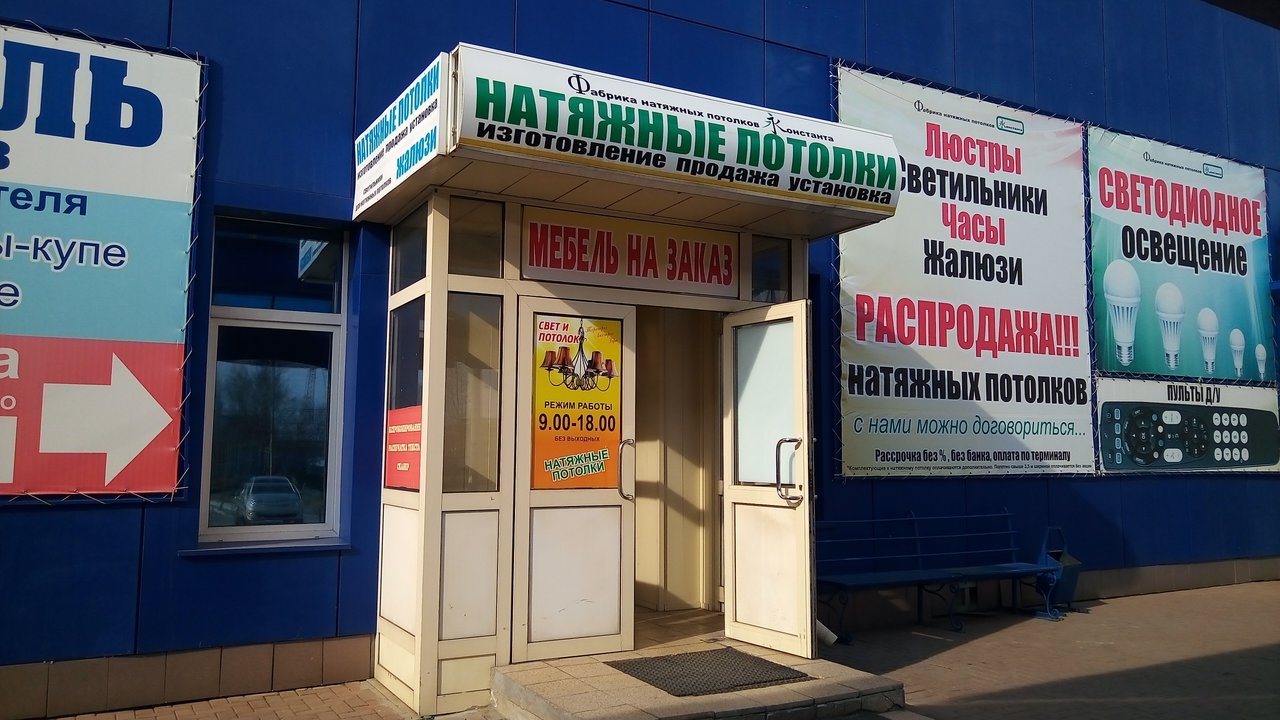 ЛЬ
в
теля
ы-купе
е
а
о
НАТЯЖНЫЕ ПОТОЛКИ
ИЗГОТОВЛЕНИЕ ПРОДАЖА УСТАНОВКА
ЖАЛЮЗИ
Фабрика натяжных потолков Константа
НАТЯЖНЫЕ ПОТОЛКИ
ИЗГОТОВЛЕНИЕ ПРОДАЖА УСТАНОВКА
МЕБЕЛЬ НА ЗАКАЗ
СВЕТ И
ПОТОЛОК
РЕЖИМ РАБОТЫ
9.00-18.00
БЕЗ ВЫХОДНЫХ
НАТЯЖНЫЕ
ПОТОЛКИ
Фабрика натяжных потолков Константа
Люстры
Светильники
Часы
Жалюзи
РАСПРОДАЖА!!!
натяжных потолков
с нами можно договориться...
Рассрочка без %, без банка, оплата по терминалу
Фабрика натяжных потолков
СВЕТОДИОДНОЕ
ОСВЕЩЕНИЕ
ПУЛЬТЫ Д/У